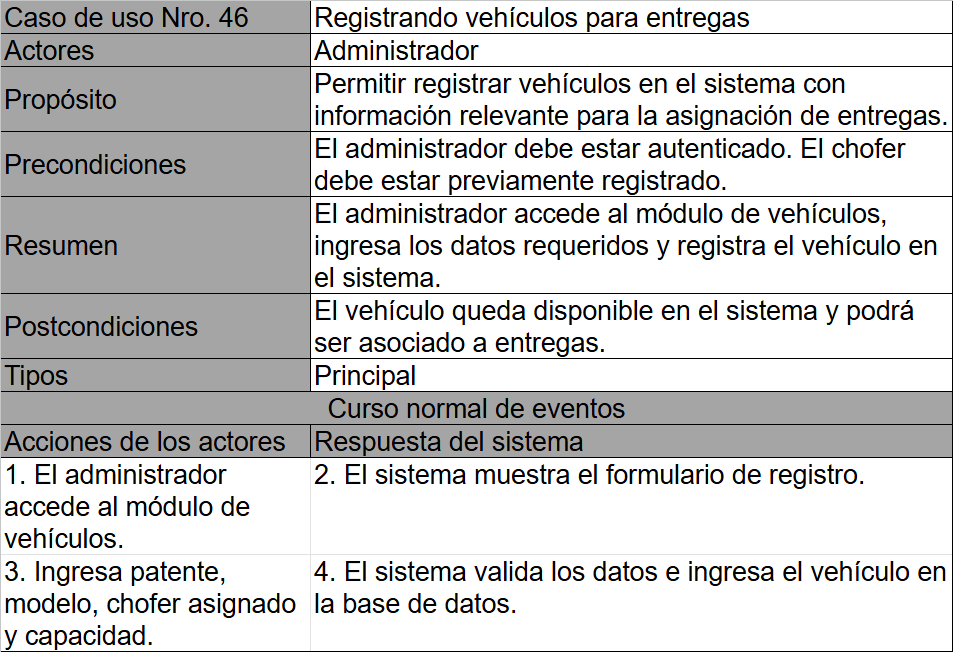 Caso de uso Nro. 46
Registrando vehículos para entregas
Actores
Administrador
Propósito
Permitir registrar vehículos en el sistema con
información relevante para la asignación de entregas.
Precondiciones
El administrador debe estar autenticado. El chofer
debe estar previamente registrado.
Resumen
El administrador accede al módulo de vehículos,
ingresa los datos requeridos y registra el vehículo en
el sistema.
Postcondiciones
El vehículo queda disponible en el sistema y podrá
ser asociado a entregas.
Tipos
Principal
Curso normal de eventos
Acciones de los actores
Respuesta del sistema
1. El administrador
accede al módulo de
vehículos.
2. El sistema muestra el formulario de registro.
3. Ingresa patente,
modelo, chofer asignado
y capacidad.
4. El sistema valida los datos e ingresa el vehículo en
la base de datos.